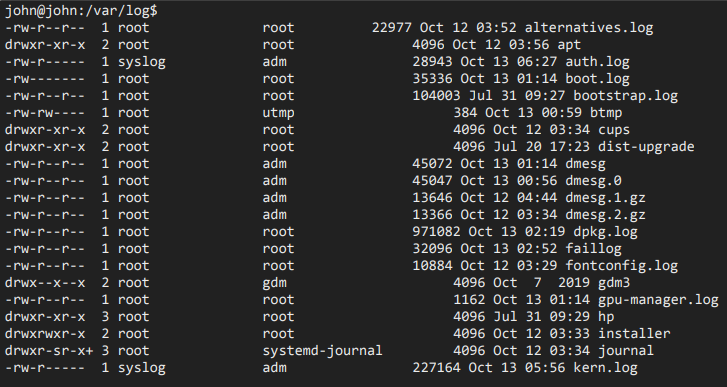 john@john:/var/log$
-rw-r--r-- 1 root root 22977 Oct 12 03:52 alternatives.log
drwxr-xr-x 2 root root 4096 Oct 12 03:56 apt
-rw-r----- 1 syslog adm 28943 Oct 13 06:27 auth.log
-rw------- 1 root root 35336 Oct 13 01:14 boot.log
-rw-r--r-- 1 root root 104003 Jul 31 09:27 bootstrap.log
-rw-rw---- 1 root utmp 384 Oct 13 00:59 btmp
drwxr-xr-x 2 root root 4096 Oct 12 03:34 cups
drwxr-xr-x 2 root root 4096 Jul 20 17:23 dist-upgrade
-rw-r--r-- 1 root adm 45072 Oct 13 01:14 dmesg
-rw-r--r-- 1 root adm 45047 Oct 13 00:56 dmesg.0
-rw-r--r-- 1 root adm 13646 Oct 12 04:44 dmesg.1.gz
-rw-r--r-- 1 root adm 13366 Oct 12 03:34 dmesg.2.gz
-rw-r--r-- 1 root root 971082 Oct 13 02:19 dpkg.log
-rw-r--r-- 1 root root 32096 Oct 13 02:52 faillog
-rw-r--r-- 1 root root 10884 Oct 12 03:29 fontconfig.log
drwx--x--x 2 root gdm 4096 Oct 7 2019 gdm3
-rw-r--r-- 1 root root 1162 Oct 13 01:14 gpu-manager.log
drwxr-xr-x 3 root root 4096 Jul 31 09:29 hp
drwxrwxr-x 2 root root 4096 Oct 12 03:33 installer
drwxr-sr-x+ 3 root systemd-journal 4096 Oct 12 03:34 journal
-rw-r----- 1 syslog adm 227164 Oct 13 05:56 kern.log